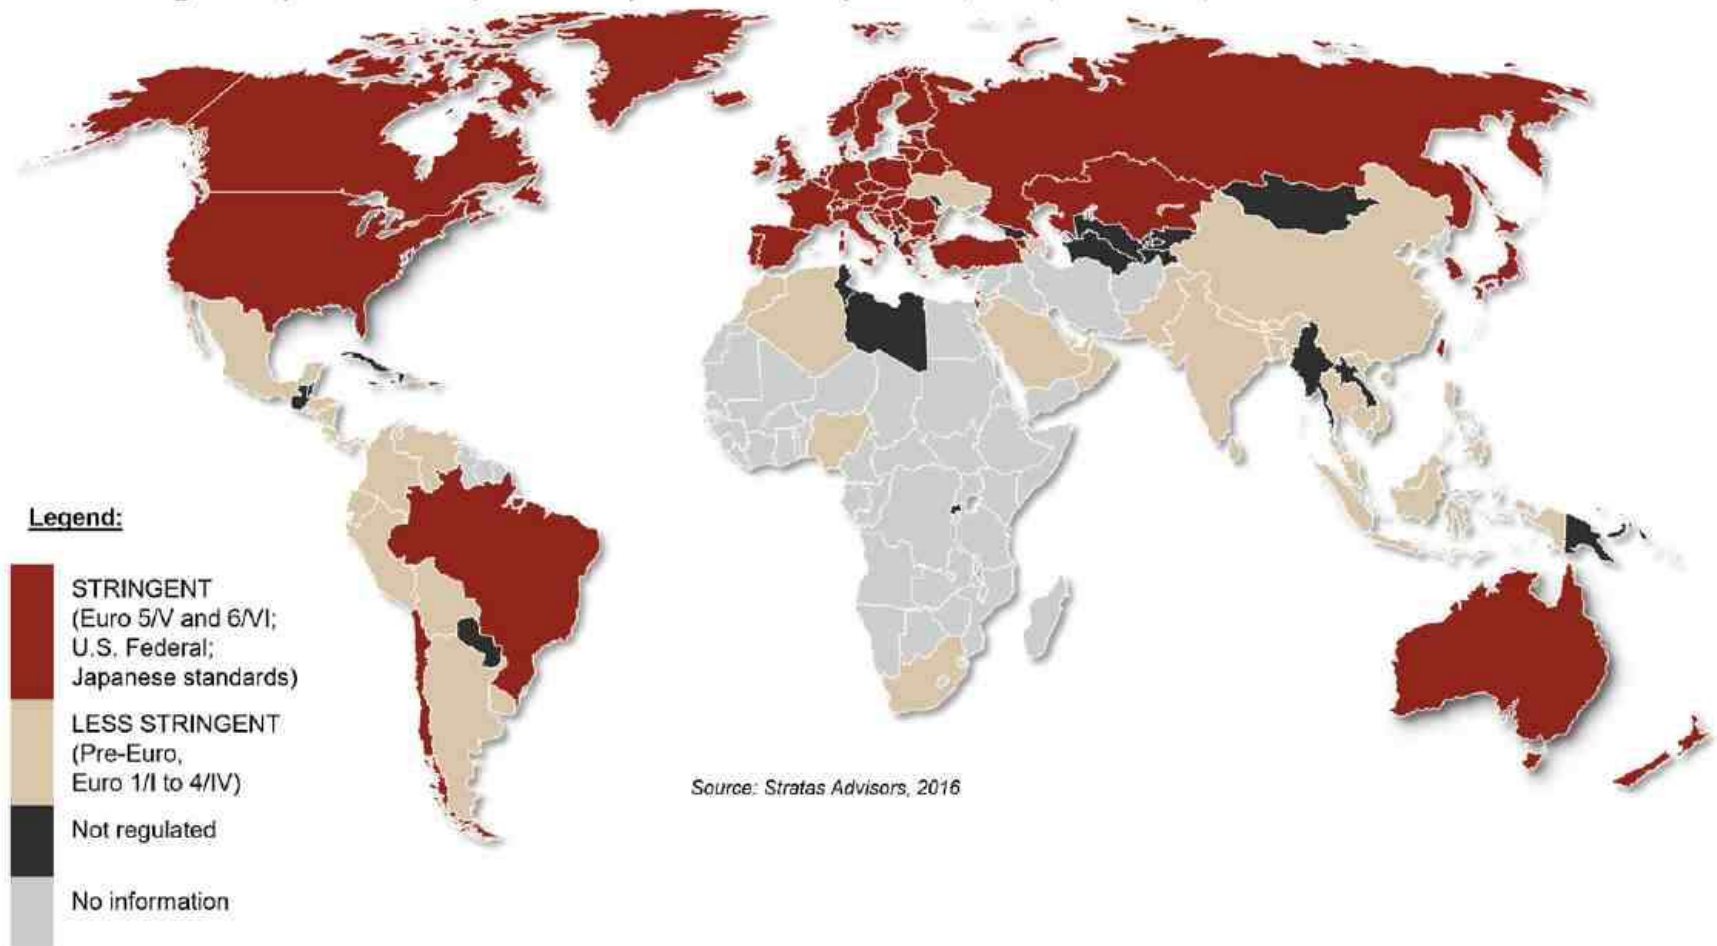 Legend:
STRINGENT
(Euro 5/V and 6/VI;
U.S. Federal;
Japanese standards)
LESS STRINGENT
(Pre-Euro,
Euro 1/I to 4/IV)
Not regulated
No information
Source: Stratas Advisors, 2016